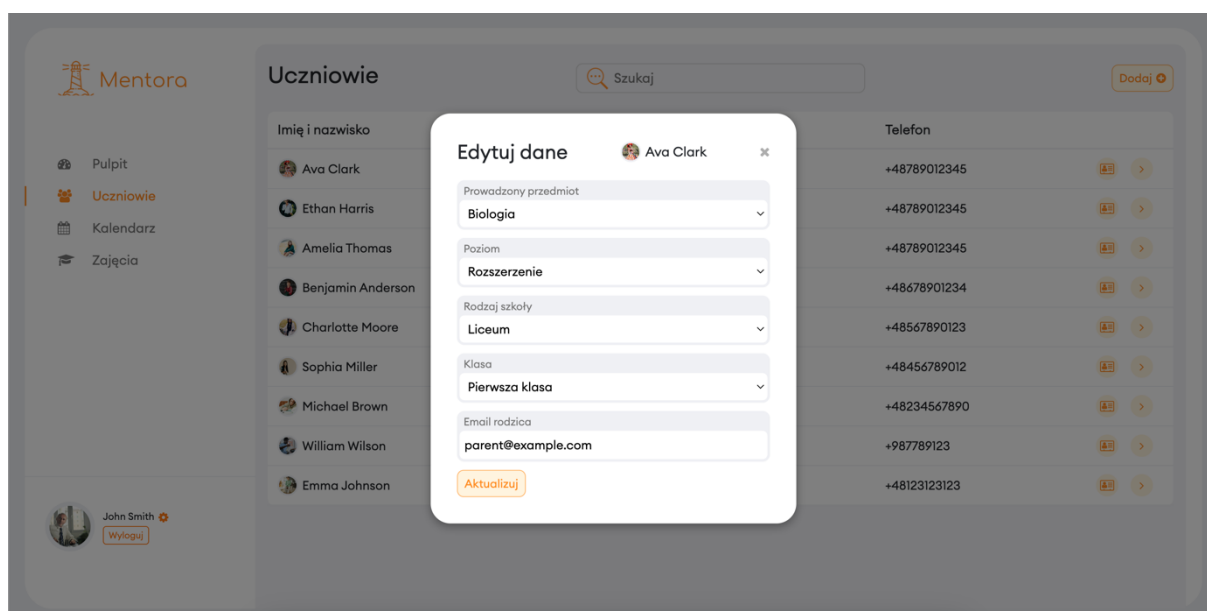 Mentora
Uczniowie
Szukaj
Dodaj
Pulpit
Uczniowie
Kalendarz
Zajęcia
John Smith
Wyloguj
Imię i nazwisko
Telefon
Ava Clark +48789012345
Ethan Harris +48789012345
Amelia Thomas +48789012345
Benjamin Anderson +48678901234
Charlotte Moore +48567890123
Sophia Miller +48456789012
Michael Brown +48234567890
William Wilson +987789123
Emma Johnson +48123123123
Edytuj dane Ava Clark
Prowadzony przedmiot
Biologia
Poziom
Rozszerzenie
Rodzaj szkoły
Liceum
Klasa
Pierwsza klasa
Email rodzica
parent@example.com
Aktualizuj